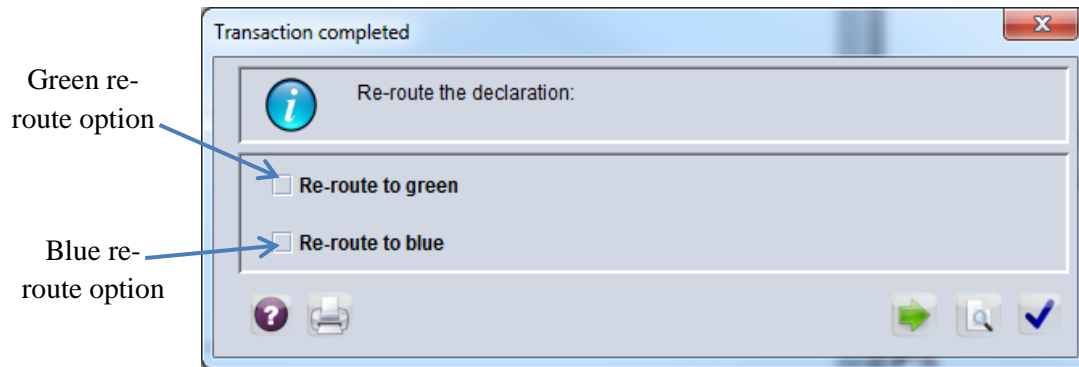 Transaction completed
X
Green re-
route option
Re-route the declaration:
Re-route to green
Blue re-
route option
Re-route to blue